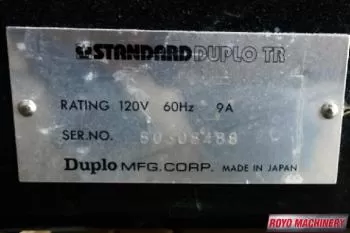 STANDARD DUPLO TR
RATING 120V 60Hz 9A
SER.NO.
Duplo MFG.CORP. MADE IN JAPAN
ROYO MACHINERY